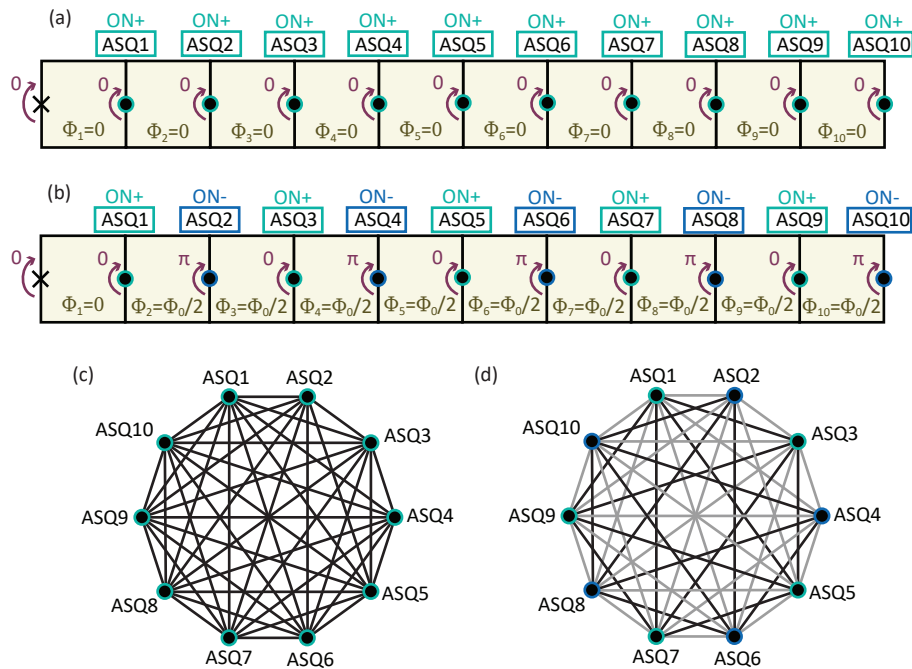 (a)
ON+ ON+ ON+ ON+ ON+ ON+ ON+ ON+ ON+ ON+
ASQ1 ASQ2 ASQ3 ASQ4 ASQ5 ASQ6 ASQ7 ASQ8 ASQ9 ASQ10
0 0 0 0 0 0 0 0 0 0 0
Φ₁=0 Φ₂=0 Φ₃=0 Φ₄=0 Φ₅=0 Φ₆=0 Φ₇=0 Φ₈=0 Φ₉=0 Φ₁₀=0
(b)
ON+ ON- ON+ ON- ON+ ON- ON+ ON- ON+ ON-
ASQ1 ASQ2 ASQ3 ASQ4 ASQ5 ASQ6 ASQ7 ASQ8 ASQ9 ASQ10
0 0 π 0 π 0 π 0 π 0 π
Φ₁=0 Φ₂=Φ₀/2 Φ₃=Φ₀/2 Φ₄=Φ₀/2 Φ₅=Φ₀/2 Φ₆=Φ₀/2 Φ₇=Φ₀/2 Φ₈=Φ₀/2 Φ₉=Φ₀/2 Φ₁₀=Φ₀/2
(c)
ASQ1 ASQ2
ASQ10 ASQ3
ASQ9 ASQ4
ASQ8 ASQ5
ASQ7 ASQ6
(d)
ASQ1 ASQ2
ASQ10 ASQ3
ASQ9 ASQ4
ASQ8 ASQ5
ASQ7 ASQ6